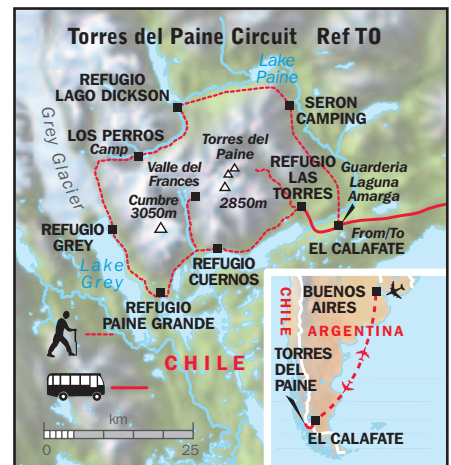 Torres del Paine Circuit Ref TO
Lake
Paine
REFUGIO
LAGO DICKSON
SERON
CAMPING
Grey Glacier
LOS PERROS
Camp
Torres del
Paine
Valle del
Frances
REFUGIO
LAS
TORRES
Guarderia
Laguna
Amarga
Cumbre
3050m
2850m
REFUGIO
GREY
From/To
EL CALAFATE
Lake
Grey
REFUGIO
CUERNOS
REFUGIO
PAINE GRANDE
CHILE
km
0 25
CHILE
BUENOS
AIRES
ARGENTINA
TORRES
DEL
PAINE
EL CALAFATE